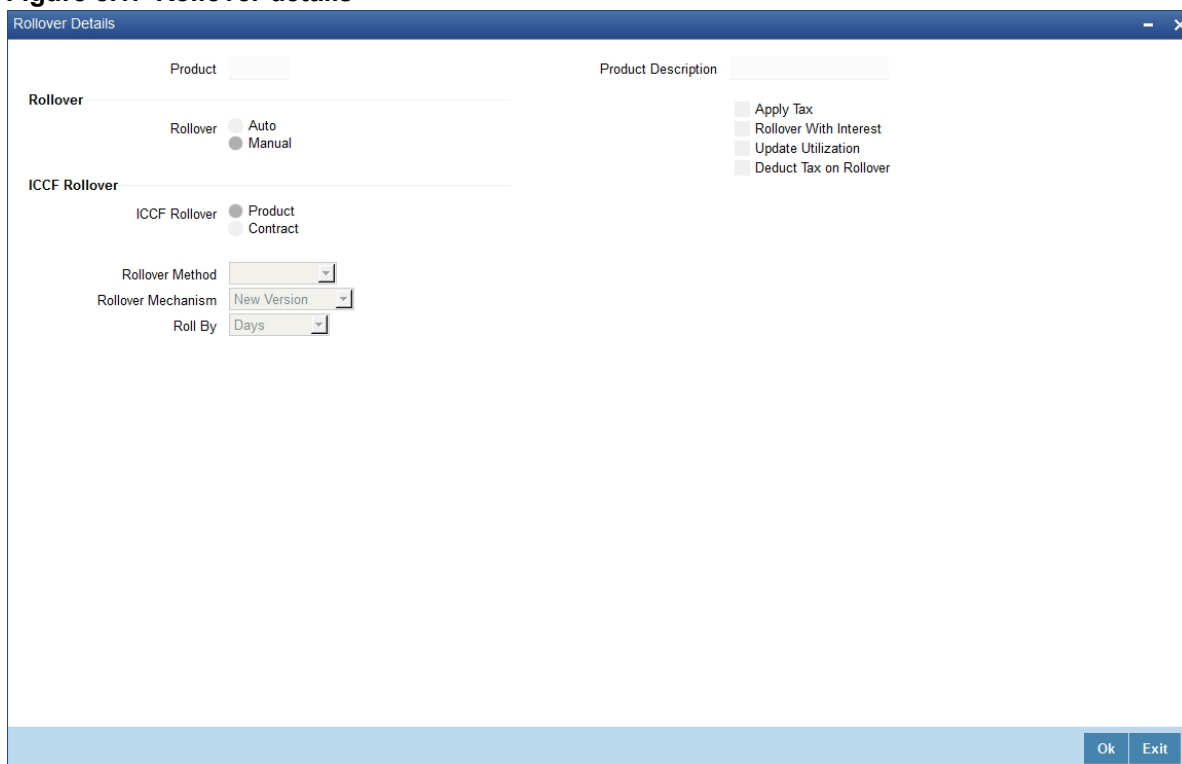 Rollover Details
Product
Product Description
Rollover
Rollover
Auto
Manual
Apply Tax
Rollover With Interest
Update Utilization
Deduct Tax on Rollover
ICCF Rollover
ICCF Rollover
Product
Contract
Rollover Method
Rollover Mechanism New Version
Roll By Days
Ok Exit